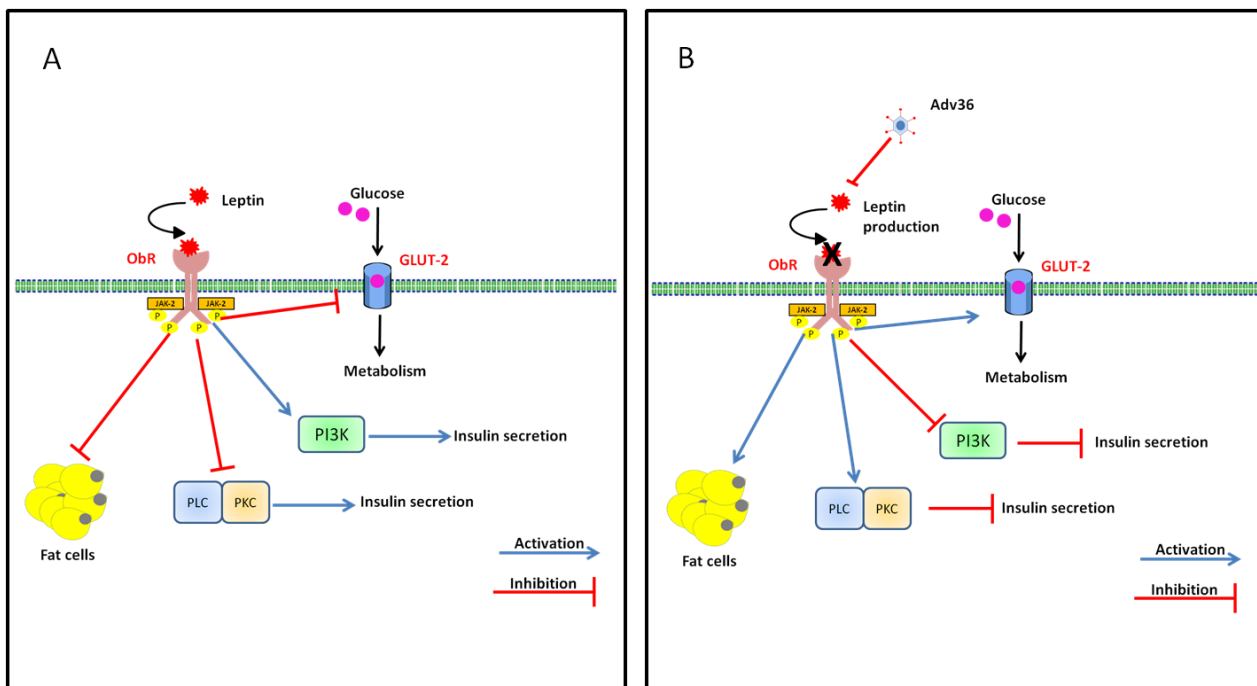 A
Leptin
Glucose
ObR
GLUT-2
JAK-2
JAK-2
P
P
P
P
Metabolism
PI3K
Insulin secretion
PLC
PKC
Insulin secretion
Fat cells
Activation
Inhibition
B
Adv36
Leptin
production
Glucose
ObR
GLUT-2
JAK-2
JAK-2
P
P
P
P
Metabolism
PI3K
Insulin secretion
PLC
PKC
Insulin secretion
Fat cells
Activation
Inhibition